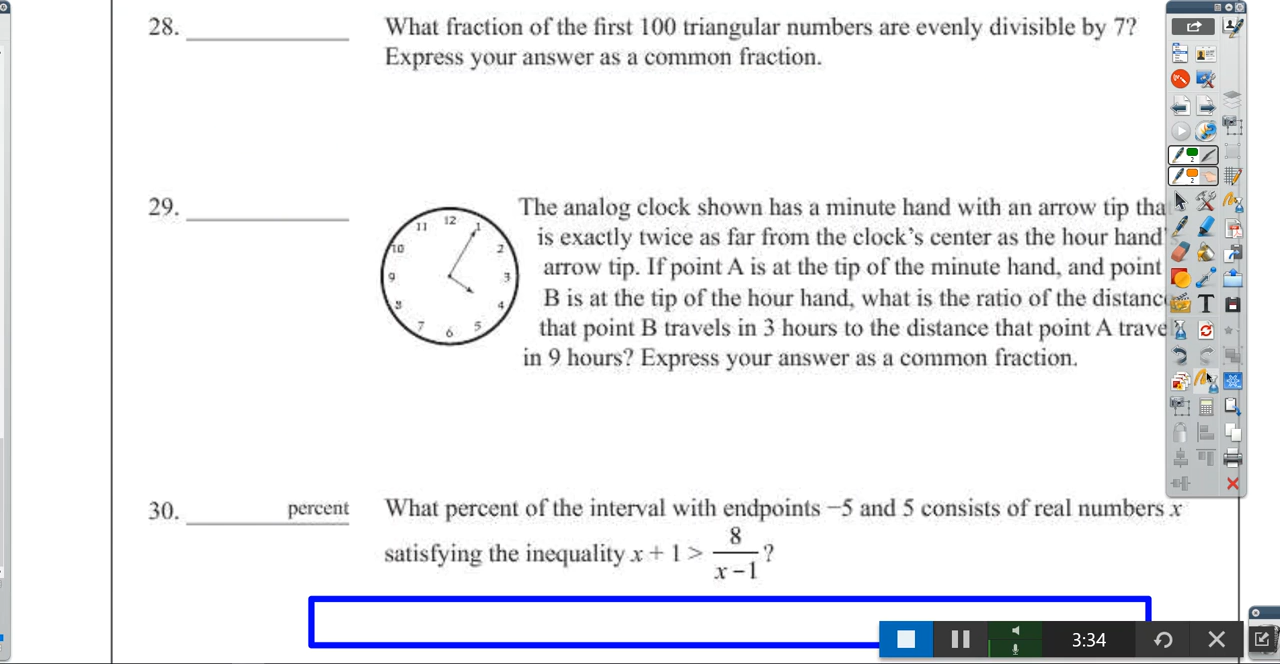 28. What fraction of the first 100 triangular numbers are evenly divisible by 7?
Express your answer as a common fraction.
29. The analog clock shown has a minute hand with an arrow tip tha
is exactly twice as far from the clock's center as the hour hand'
arrow tip. If point A is at the tip of the minute hand, and point
B is at the tip of the hour hand, what is the ratio of the distanc
that point B travels in 3 hours to the distance that point A trave
in 9 hours? Express your answer as a common fraction.
12
11 1
10 2
9 3
8 4
7 5
6
30. percent What percent of the interval with endpoints −5 and 5 consists of real numbers x
satisfying the inequality x + 1 > 8 / (x − 1) ?
2
2
T
3:34